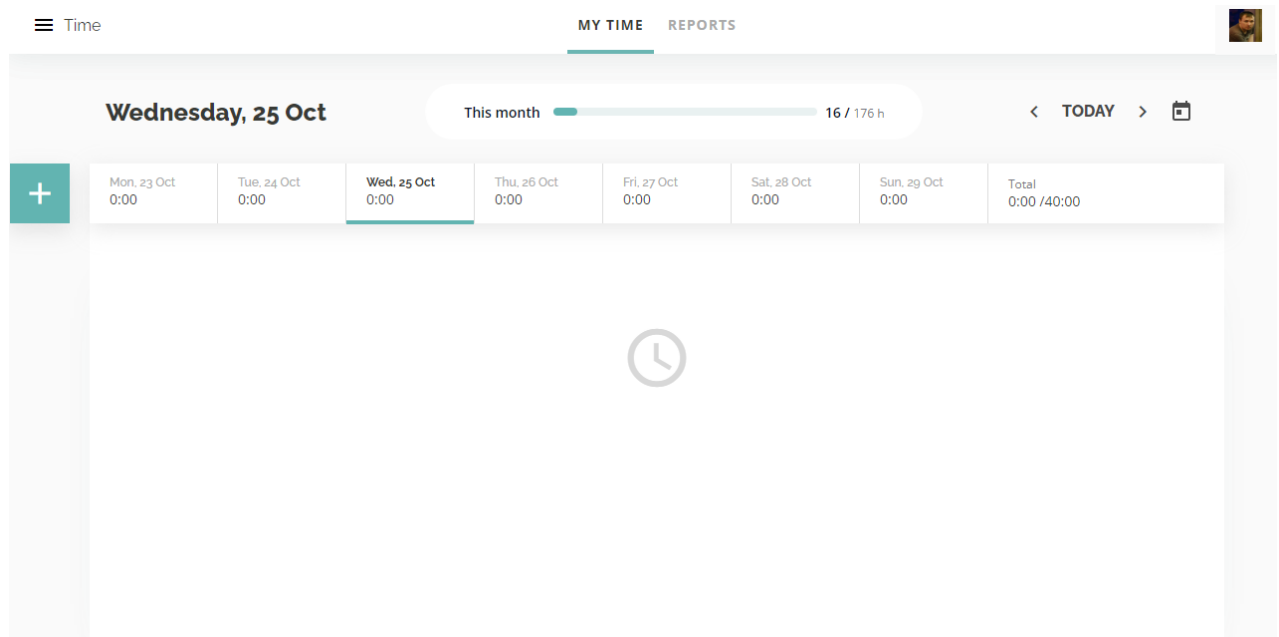 Time
MY TIME REPORTS
Wednesday, 25 Oct
This month 16 / 176 h
TODAY
Mon, 23 Oct Tue, 24 Oct Wed, 25 Oct Thu, 26 Oct Fri, 27 Oct Sat, 28 Oct Sun, 29 Oct Total
0:00 0:00 0:00 0:00 0:00 0:00 0:00 0:00 /40:00